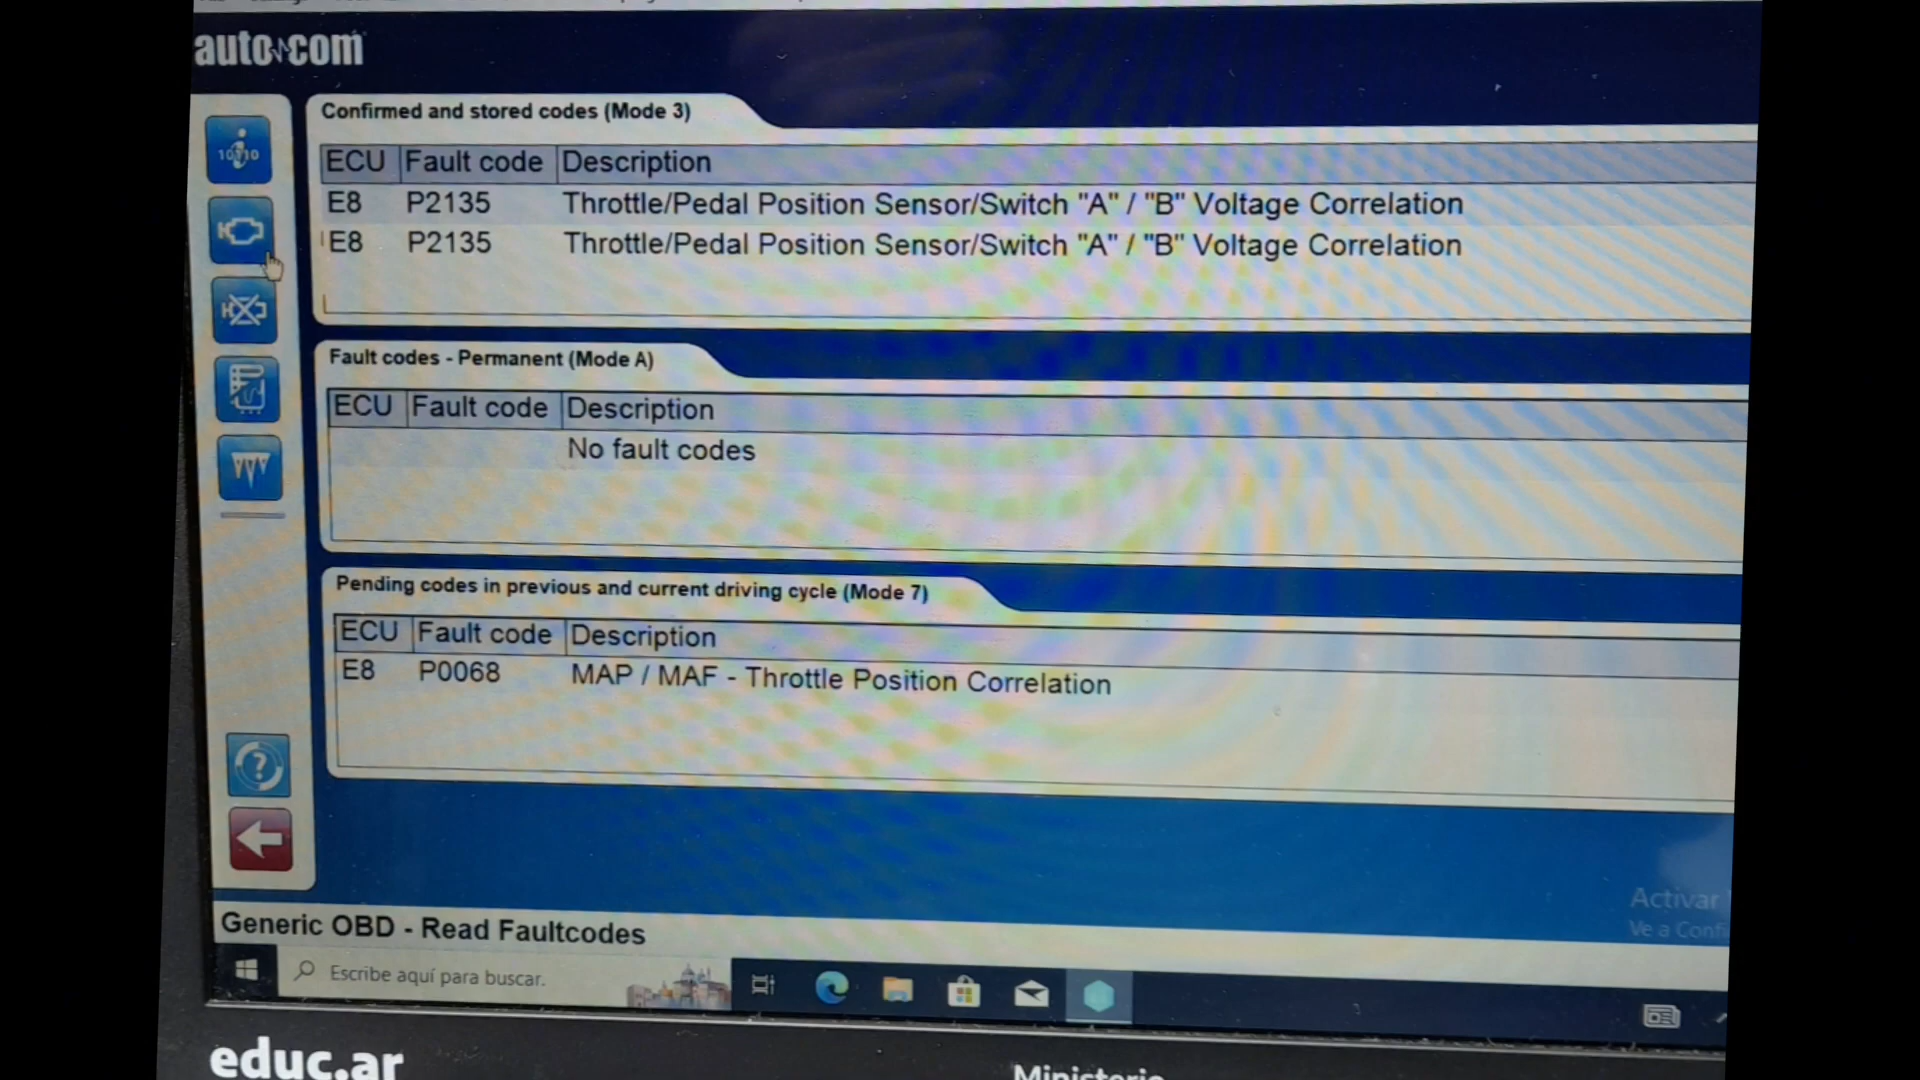 auto com
Confirmed and stored codes (Mode 3)
ECU Fault code Description
E8 P2135 Throttle/Pedal Position Sensor/Switch "A" / "B" Voltage Correlation
E8 P2135 Throttle/Pedal Position Sensor/Switch "A" / "B" Voltage Correlation
Fault codes - Permanent (Mode A)
ECU Fault code Description
No fault codes
Pending codes in previous and current driving cycle (Mode 7)
ECU Fault code Description
E8 P0068 MAP / MAF - Throttle Position Correlation
?
Activar
Ve a Confi
Generic OBD - Read Faultcodes
Escribe aquí para buscar.
educ.ar
Ministerio